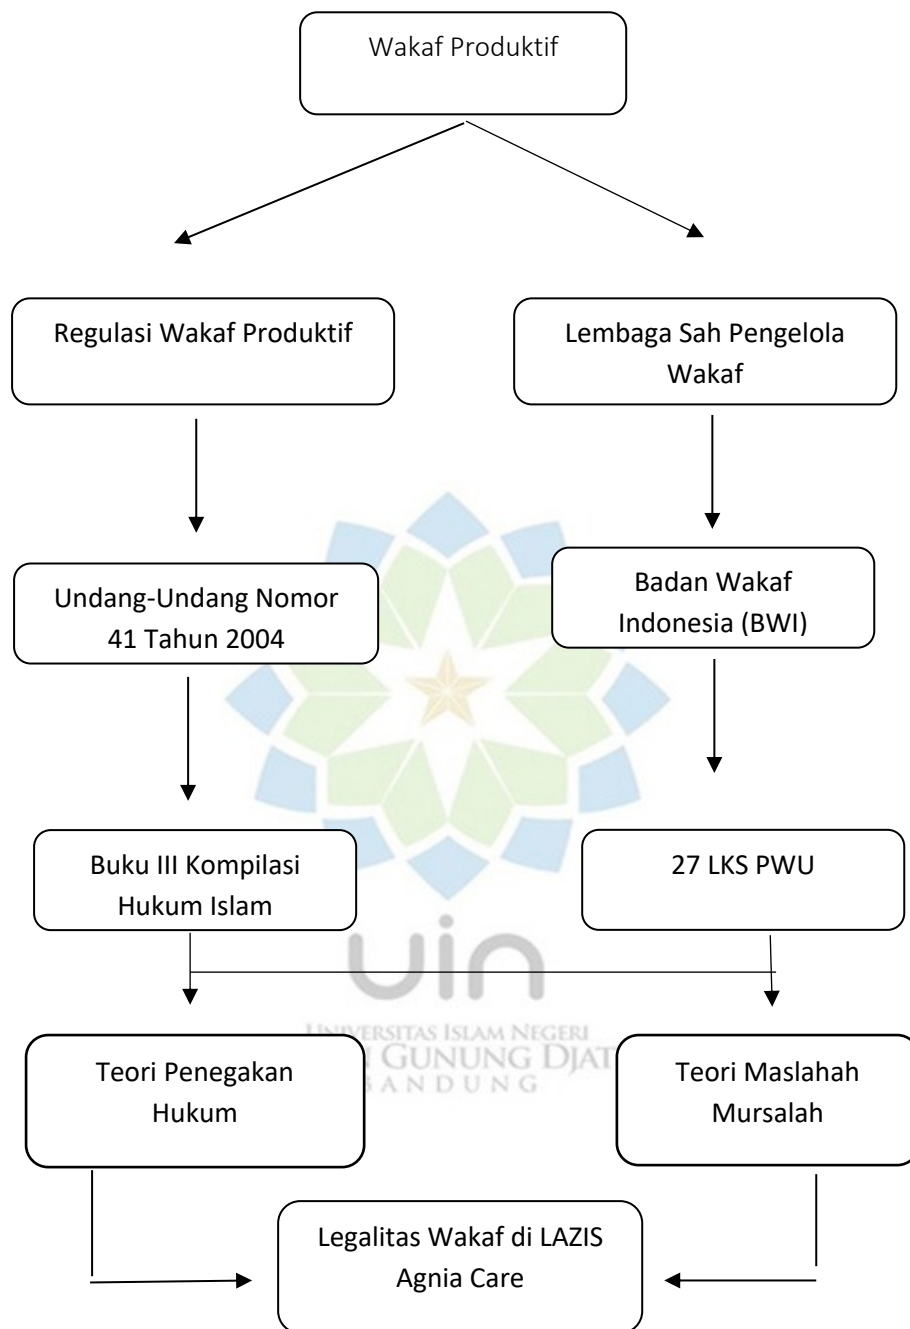 Wakaf Produktif
Regulasi Wakaf Produktif
Lembaga Sah Pengelola
Wakaf
Undang-Undang Nomor
41 Tahun 2004
Badan Wakaf
Indonesia (BWI)
Buku III Kompilasi
Hukum Islam
27 LKS PWU
uin
UNIVERSITAS ISLAM NEGERI
GUNUNG DJATI
BANDUNG
Teori Penegakan
Hukum
Teori Maslahah
Mursalah
Legalitas Wakaf di LAZIS
Agnia Care